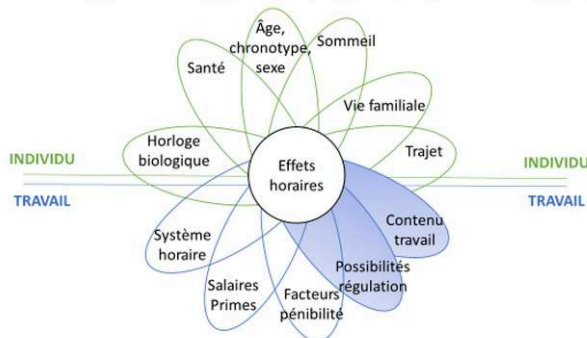 Âge,
chronotype,
sexe
Sommeil
Santé
Vie familiale
Horloge
biologique
Trajet
Effets
horaires
INDIVIDU
INDIVIDU
TRAVAIL
TRAVAIL
Contenu
travail
Système
horaire
Possibilités
régulation
Salaires
Primes
Facteurs
pénibilité